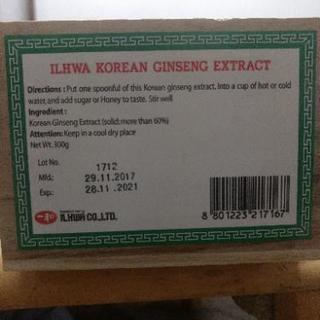 ILHWA KOREAN GINSENG EXTRACT
Directions : Put one spoonful of this Korean ginseng extract. Into a cup of hot or cold
water, and add sugar or Honey to taste. Stir well
Ingredient :
Korean Ginseng Extract (solid: more than 60%)
Attention: Keep in a cool dry place
Net Wt. 300g
Lot No. 1712
Mfd.: 29.11.2017
Exp.: 28.11.2021
ILHWA CO.,LTD.
8 801223 217167